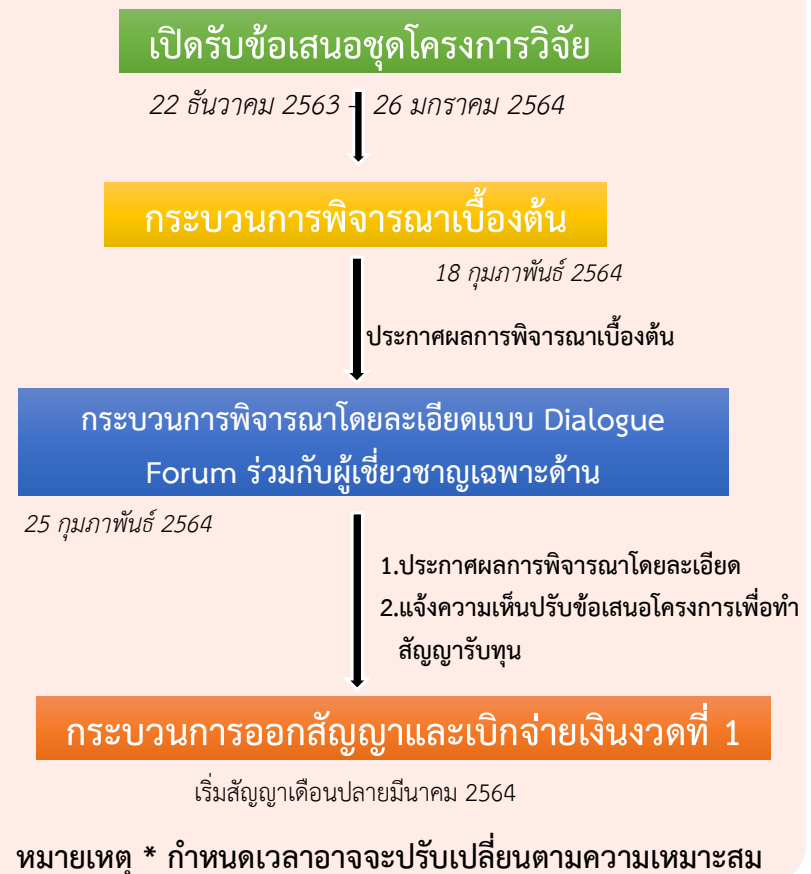 เปิดรับข้อเสนอชุดโครงการวิจัย
22 ธันวาคม 2563 - 26 มกราคม 2564
กระบวนการพิจารณาเบื้องต้น
18 กุมภาพันธ์ 2564
ประกาศผลการพิจารณาเบื้องต้น
กระบวนการพิจารณาโดยละเอียดแบบ Dialogue
Forum ร่วมกับผู้เชี่ยวชาญเฉพาะด้าน
25 กุมภาพันธ์ 2564
1.ประกาศผลการพิจารณาโดยละเอียด
2.แจ้งความเห็นปรับข้อเสนอโครงการเพื่อทำ
สัญญารับทุน
กระบวนการออกสัญญาและเบิกจ่ายเงินงวดที่ 1
เริ่มสัญญาเดือนปลายมีนาคม 2564
หมายเหตุ * กำหนดเวลาอาจจะปรับเปลี่ยนตามความเหมาะสม